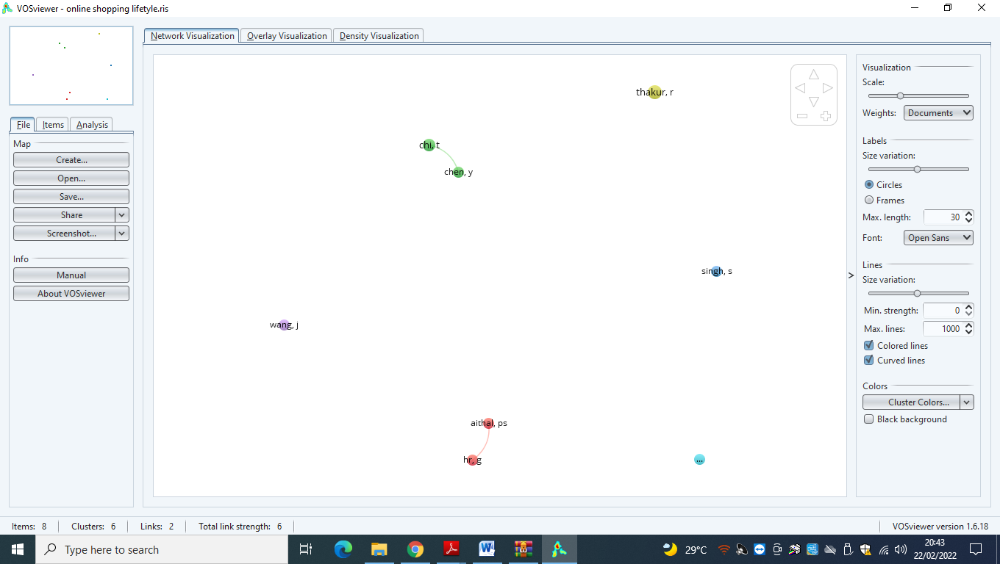 VOSviewer - online shopping lifetyle.ris
Network Visualization
Overlay Visualization
Density Visualization
File
Items
Analysis
Map
Create...
Open...
Save...
Share
Screenshot...
Info
Manual
About VOSviewer
thakur, r
chi, t
chen, y
singh, s
wang, j
aithal, ps
hr, g
...
Visualization
Scale:
Weights: Documents
Labels
Size variation:
Circles
Frames
Max. length: 30
Font: Open Sans
Lines
Size variation:
Min. strength: 0
Max. lines: 1000
Colored lines
Curved lines
Colors
Cluster Colors...
Black background
>
Items: 8 Clusters: 6 Links: 2 Total link strength: 6 VOSviewer version 1.6.18
Type here to search
29°C
20:43
22/02/2022